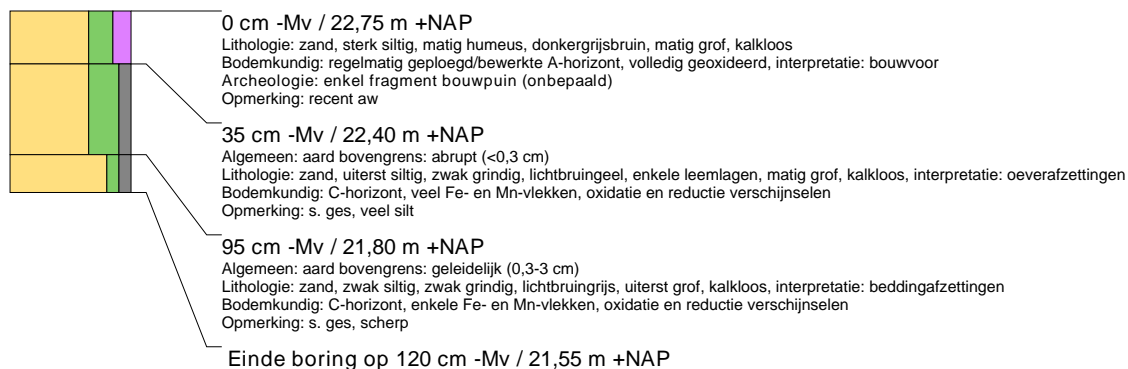 0 cm -Mv / 22,75 m +NAP
Lithologie: zand, sterk siltig, matig humeus, donkergrijsbruin, matig grof, kalkloos
Bodemkundig: regelmatig geploegd/bewerkte A-horizont, volledig geoxideerd, interpretatie: bouwvoor
Archeologie: enkel fragment bouwpuin (onbepaald)
Opmerking: recent aw
35 cm -Mv / 22,40 m +NAP
Algemeen: aard bovengrens: abrupt (<0,3 cm)
Lithologie: zand, uiterst siltig, zwak grindig, lichtbruingeel, enkele leemlagen, matig grof, kalkloos, interpretatie: oeverafzettingen
Bodemkundig: C-horizont, veel Fe- en Mn-vlekken, oxidatie en reductie verschijnselen
Opmerking: s. ges, veel silt
95 cm -Mv / 21,80 m +NAP
Algemeen: aard bovengrens: geleidelijk (0,3-3 cm)
Lithologie: zand, zwak siltig, zwak grindig, lichtbruingrijs, uiterst grof, kalkloos, interpretatie: beddingafzettingen
Bodemkundig: C-horizont, enkele Fe- en Mn-vlekken, oxidatie en reductie verschijnselen
Opmerking: s. ges, scherp
Einde boring op 120 cm -Mv / 21,55 m +NAP